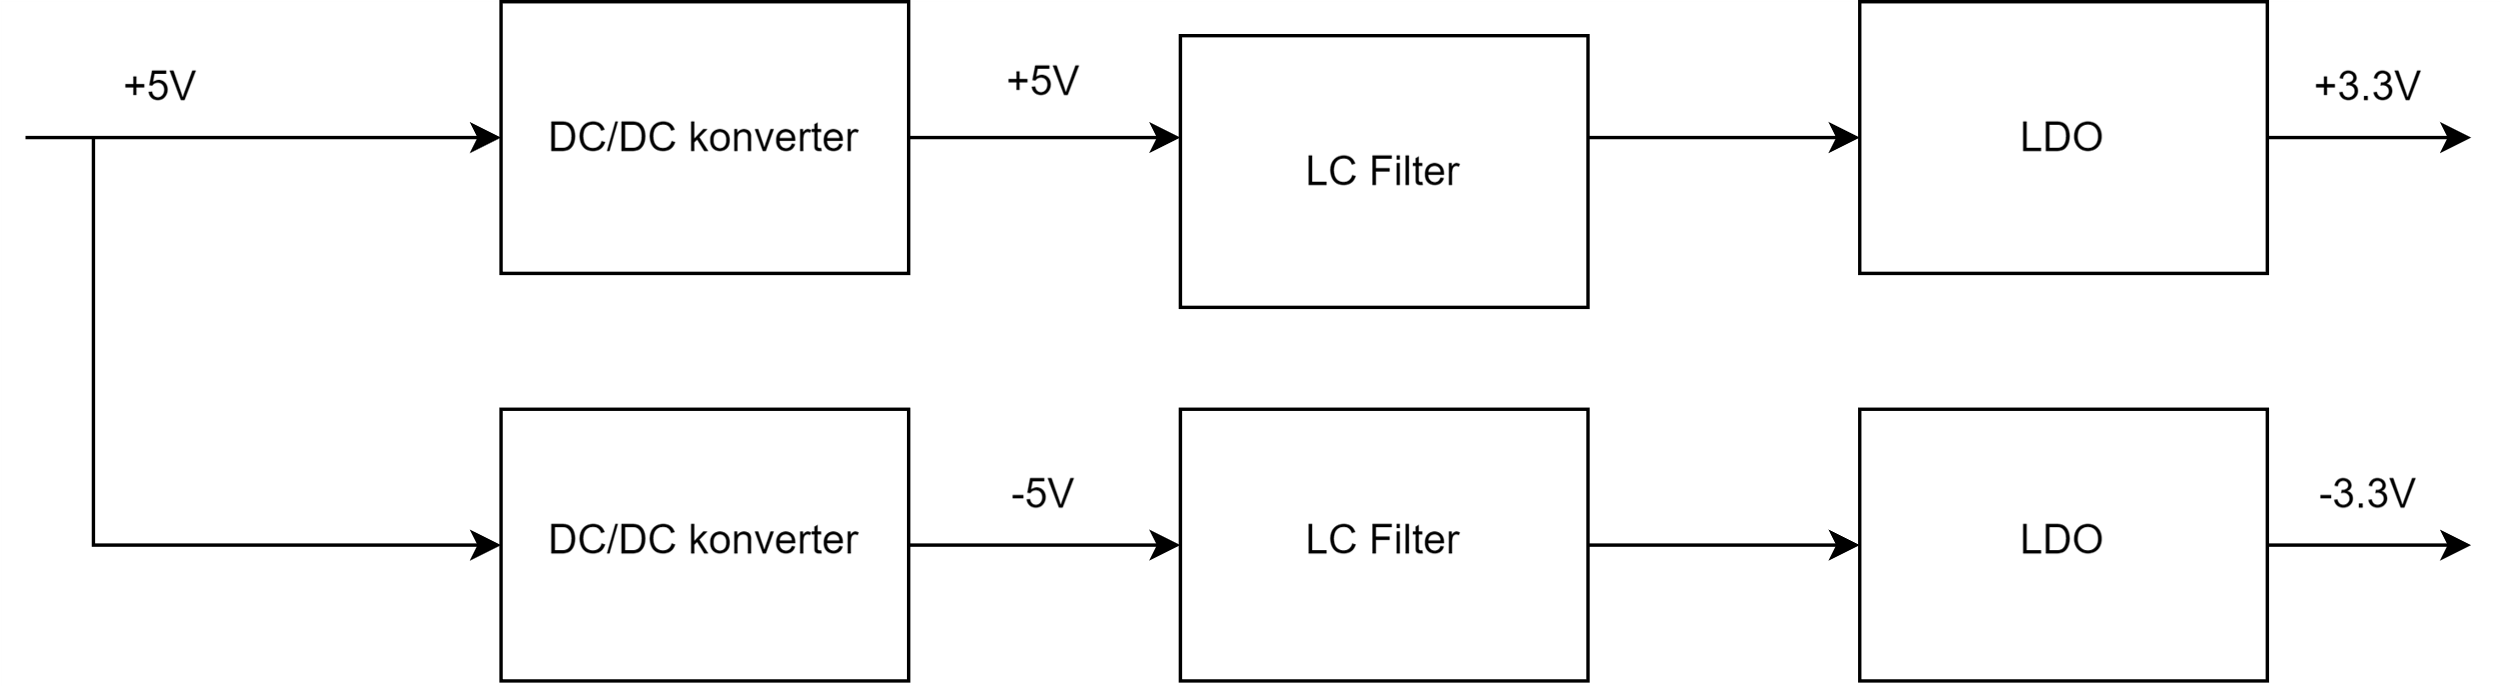 +5V
DC/DC konverter
+5V
LC Filter
LDO
+3.3V
DC/DC konverter
-5V
LC Filter
LDO
-3.3V